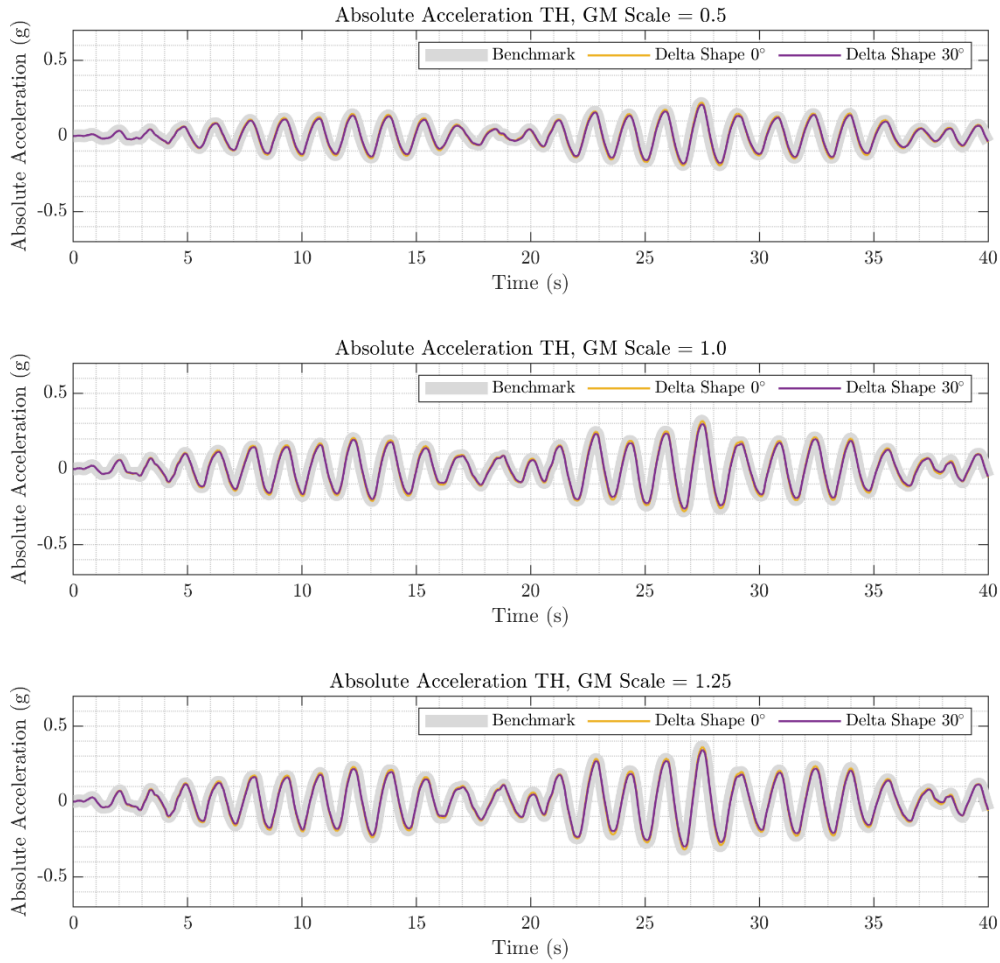 Absolute Acceleration TH, GM Scale = 0.5
Absolute Acceleration (g)
0.5
0
-0.5
Benchmark Delta Shape 0° Delta Shape 30°
0 5 10 15 20 25 30 35 40
Time (s)
Absolute Acceleration TH, GM Scale = 1.0
Absolute Acceleration (g)
0.5
0
-0.5
Benchmark Delta Shape 0° Delta Shape 30°
0 5 10 15 20 25 30 35 40
Time (s)
Absolute Acceleration TH, GM Scale = 1.25
Absolute Acceleration (g)
0.5
0
-0.5
Benchmark Delta Shape 0° Delta Shape 30°
0 5 10 15 20 25 30 35 40
Time (s)